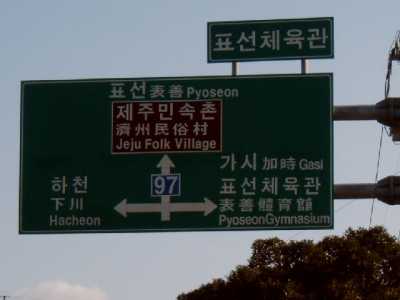 표선체육관
표선 表善 Pyoseon
제주민속촌
濟州民俗村
Jeju Folk Village
97
하천
下川
Hacheon
가시 加時 Gasi
표선체육관
表善體育館
PyoseonGymnasium